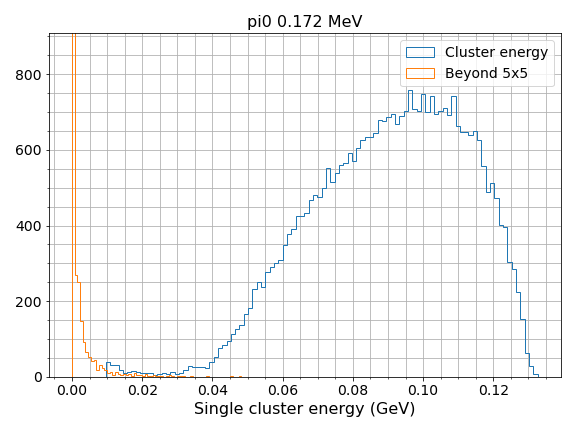 pi0 0.172 MeV
Cluster energy
Beyond 5x5
800
600
400
200
0
0.00 0.02 0.04 0.06 0.08 0.10 0.12
Single cluster energy (GeV)